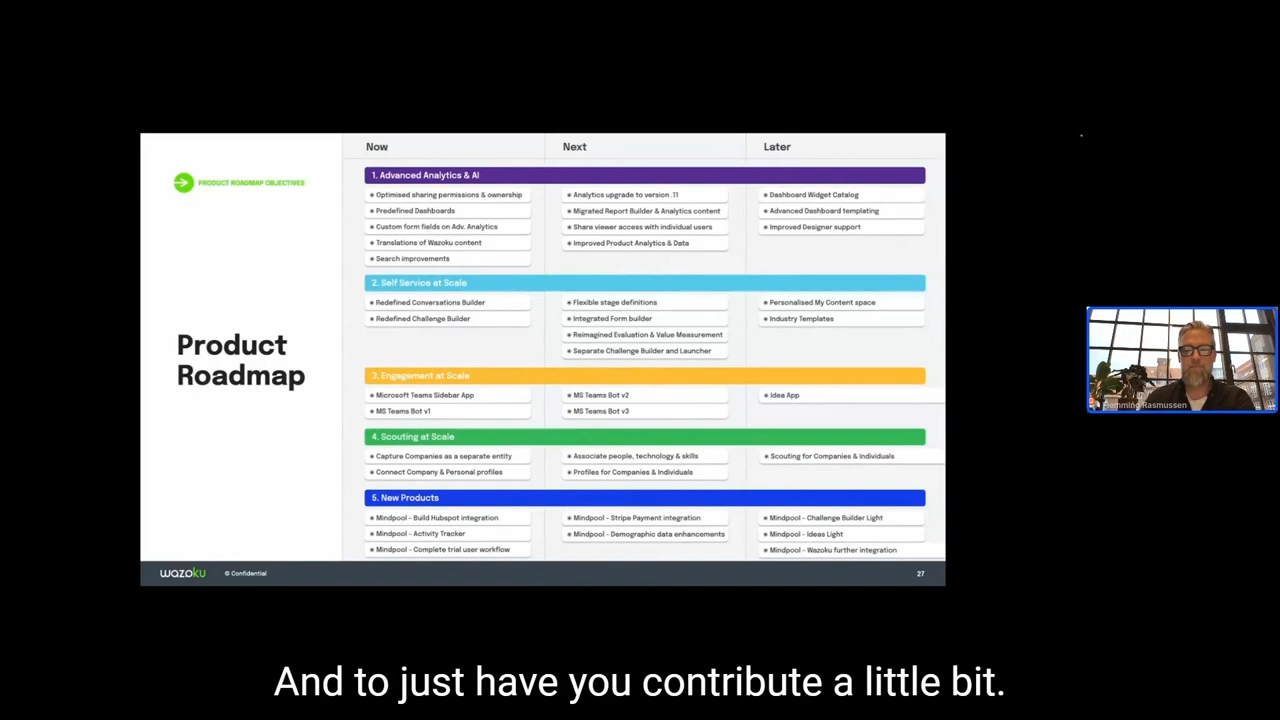 Now
Next
Later
PRODUCT ROADMAP OBJECTIVES
Product
Roadmap
1. Advanced Analytics & AI
Optimised sharing permissions & ownership
Predefined Dashboards
Custom form fields on Adv. Analytics
Translations of Wazoku content
Search improvements
Analytics upgrade to version .11
Migrated Report Builder & Analytics content
Share viewer access with individual users
Improved Product Analytics & Data
Dashboard Widget Catalog
Advanced Dashboard templating
Improved Designer support
2. Self Service at Scale
Redefined Conversations Builder
Redefined Challenge Builder
Flexible stage definitions
Integrated Form builder
Reimagined Evaluation & Value Measurement
Separate Challenge Builder and Launcher
Personalised My Content space
Industry Templates
3. Engagement at Scale
Microsoft Teams Sidebar App
MS Teams Bot v1
MS Teams Bot v2
MS Teams Bot v3
Idea App
4. Scouting at Scale
Capture Companies as a separate entity
Connect Company & Personal profiles
Associate people, technology & skills
Profiles for Companies & Individuals
Scouting for Companies & Individuals
5. New Products
Mindpool - Build Hubspot integration
Mindpool - Activity Tracker
Mindpool - Complete trial user workflow
Mindpool - Stripe Payment integration
Mindpool - Demographic data enhancements
Mindpool - Challenge Builder Light
Mindpool - Ideas Light
Mindpool - Wazoku further integration
wazoku
© Confidential
27
Flemming Rasmussen
And to just have you contribute a little bit.